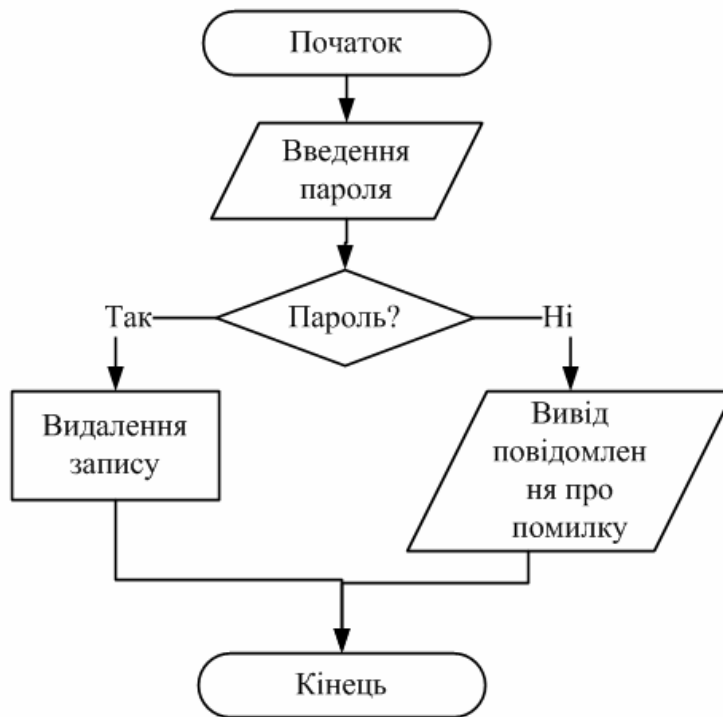 Початок
Введення
пароля
Так
Пароль?
Ні
Видалення
запису
Вивід
повідомлен
ня про
помилку
Кінець